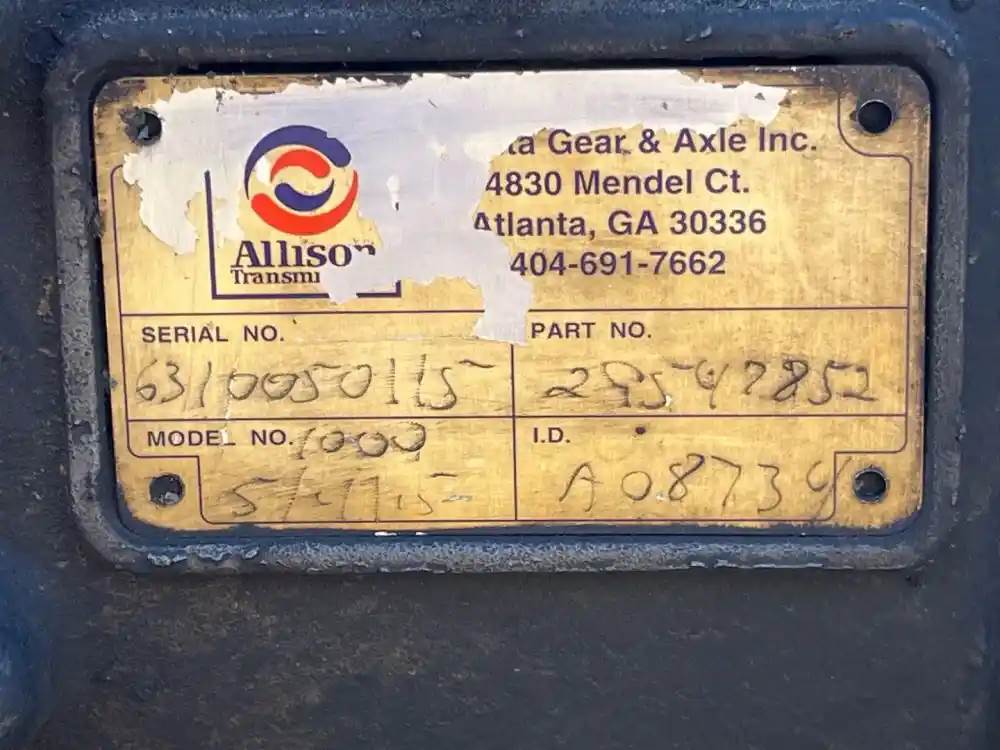 ta Gear & Axle Inc.
4830 Mendel Ct.
Atlanta, GA 30336
404-691-7662
Allison
Transmi
SERIAL NO.
6310050115
PART NO.
29547852
MODEL NO. 1000
I.D.
A08734